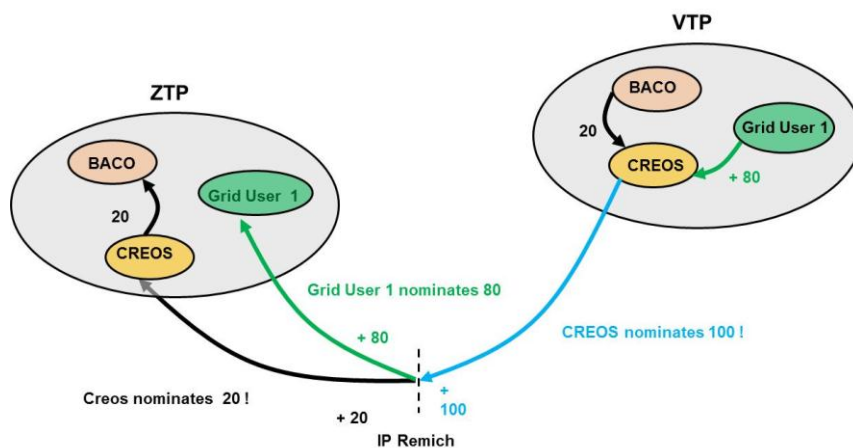 VTP
BACO
20
Grid User 1
CREOS
+ 80
ZTP
BACO
Grid User 1
20
CREOS
Grid User 1 nominates 80
+ 80
CREOS nominates 100 !
Creos nominates 20 !
+ 20
+
100
IP Remich